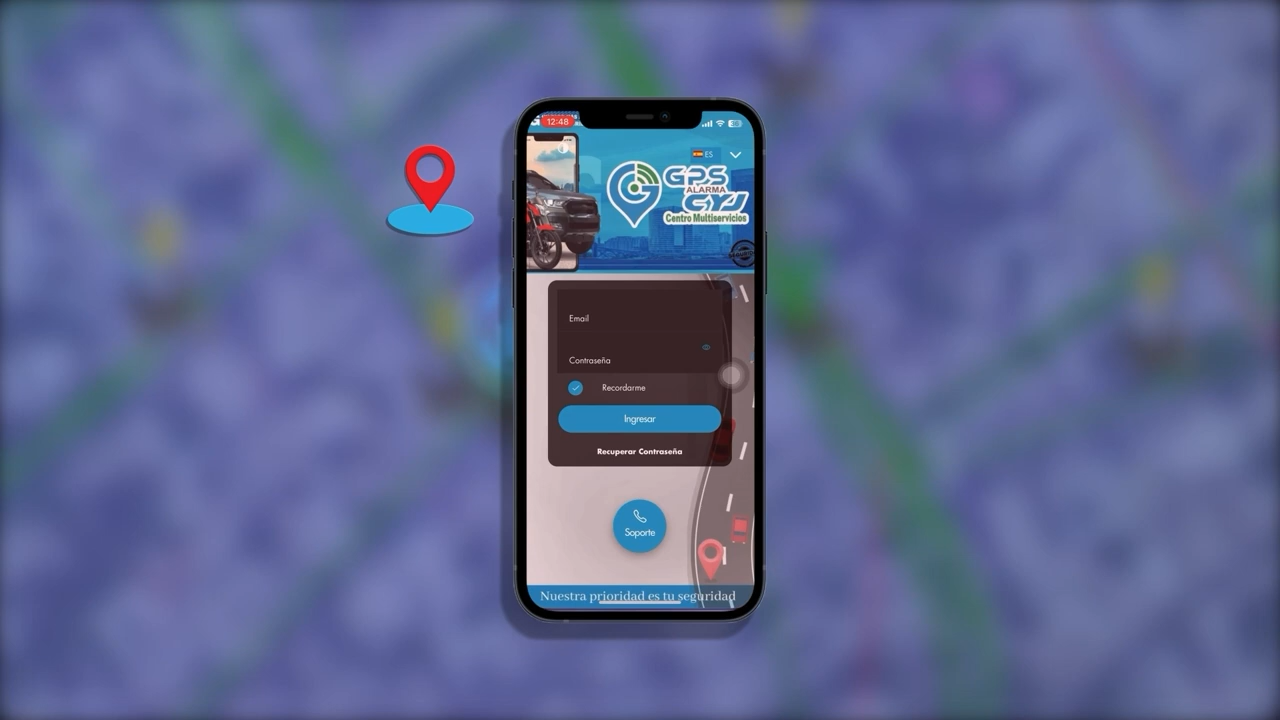 12:48
ES
GPS
ALARMA
CYJ
Centro Multiservicios
Email
Contraseña
Recordarme
Ingresar
Recuperar Contraseña
Soporte
Nuestra prioridad es tu seguridad